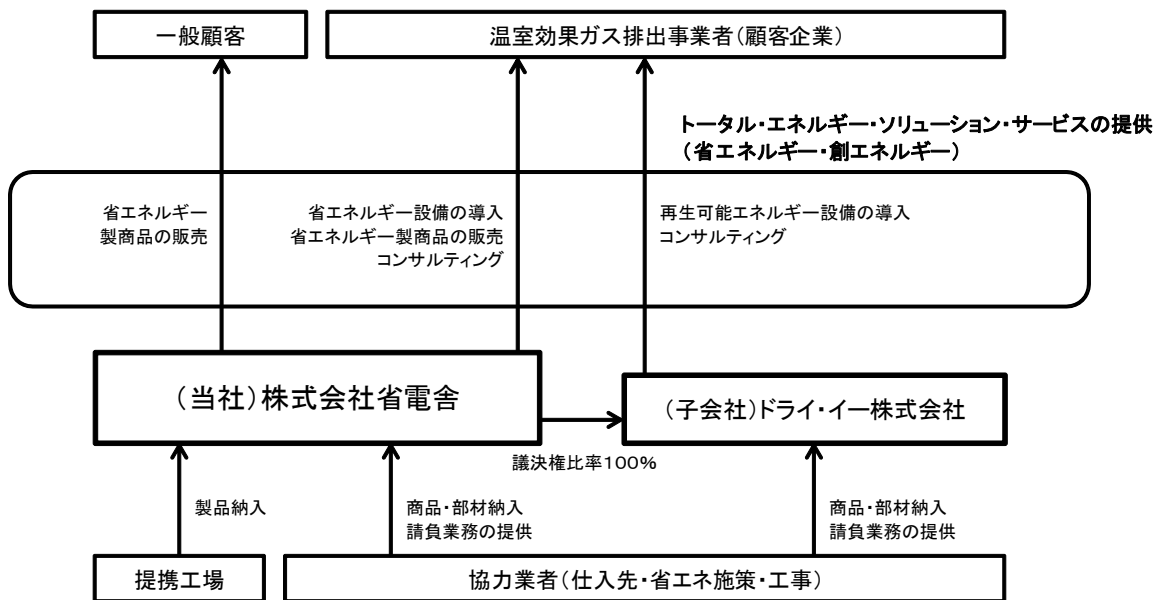 一般顧客
温室効果ガス排出事業者(顧客企業)
トータル・エネルギー・ソリューション・サービスの提供
(省エネルギー・創エネルギー)
省エネルギー
製商品の販売
省エネルギー設備の導入
省エネルギー製商品の販売
コンサルティング
再生可能エネルギー設備の導入
コンサルティング
(当社)株式会社省電舎
(子会社)ドライ・イー株式会社
議決権比率100%
製品納入
商品・部材納入
請負業務の提供
商品・部材納入
請負業務の提供
提携工場
協力業者(仕入先・省エネ施策・工事)